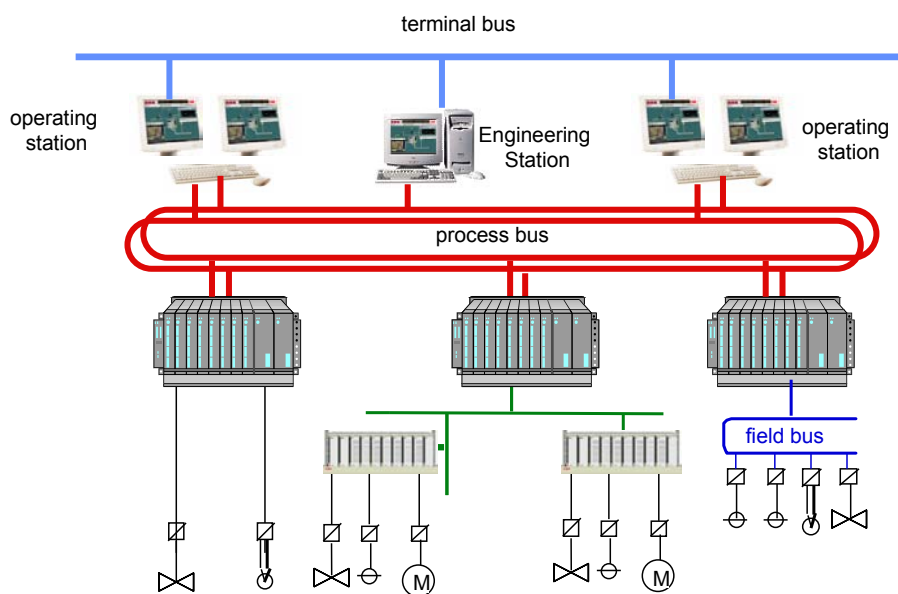 terminal bus
operating
station
Engineering
Station
operating
station
process bus
field bus
M
M